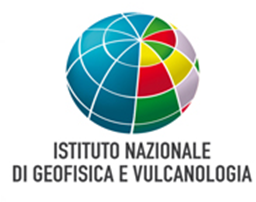 ISTITUTO NAZIONALE
DI GEOFISICA E VULCANOLOGIA